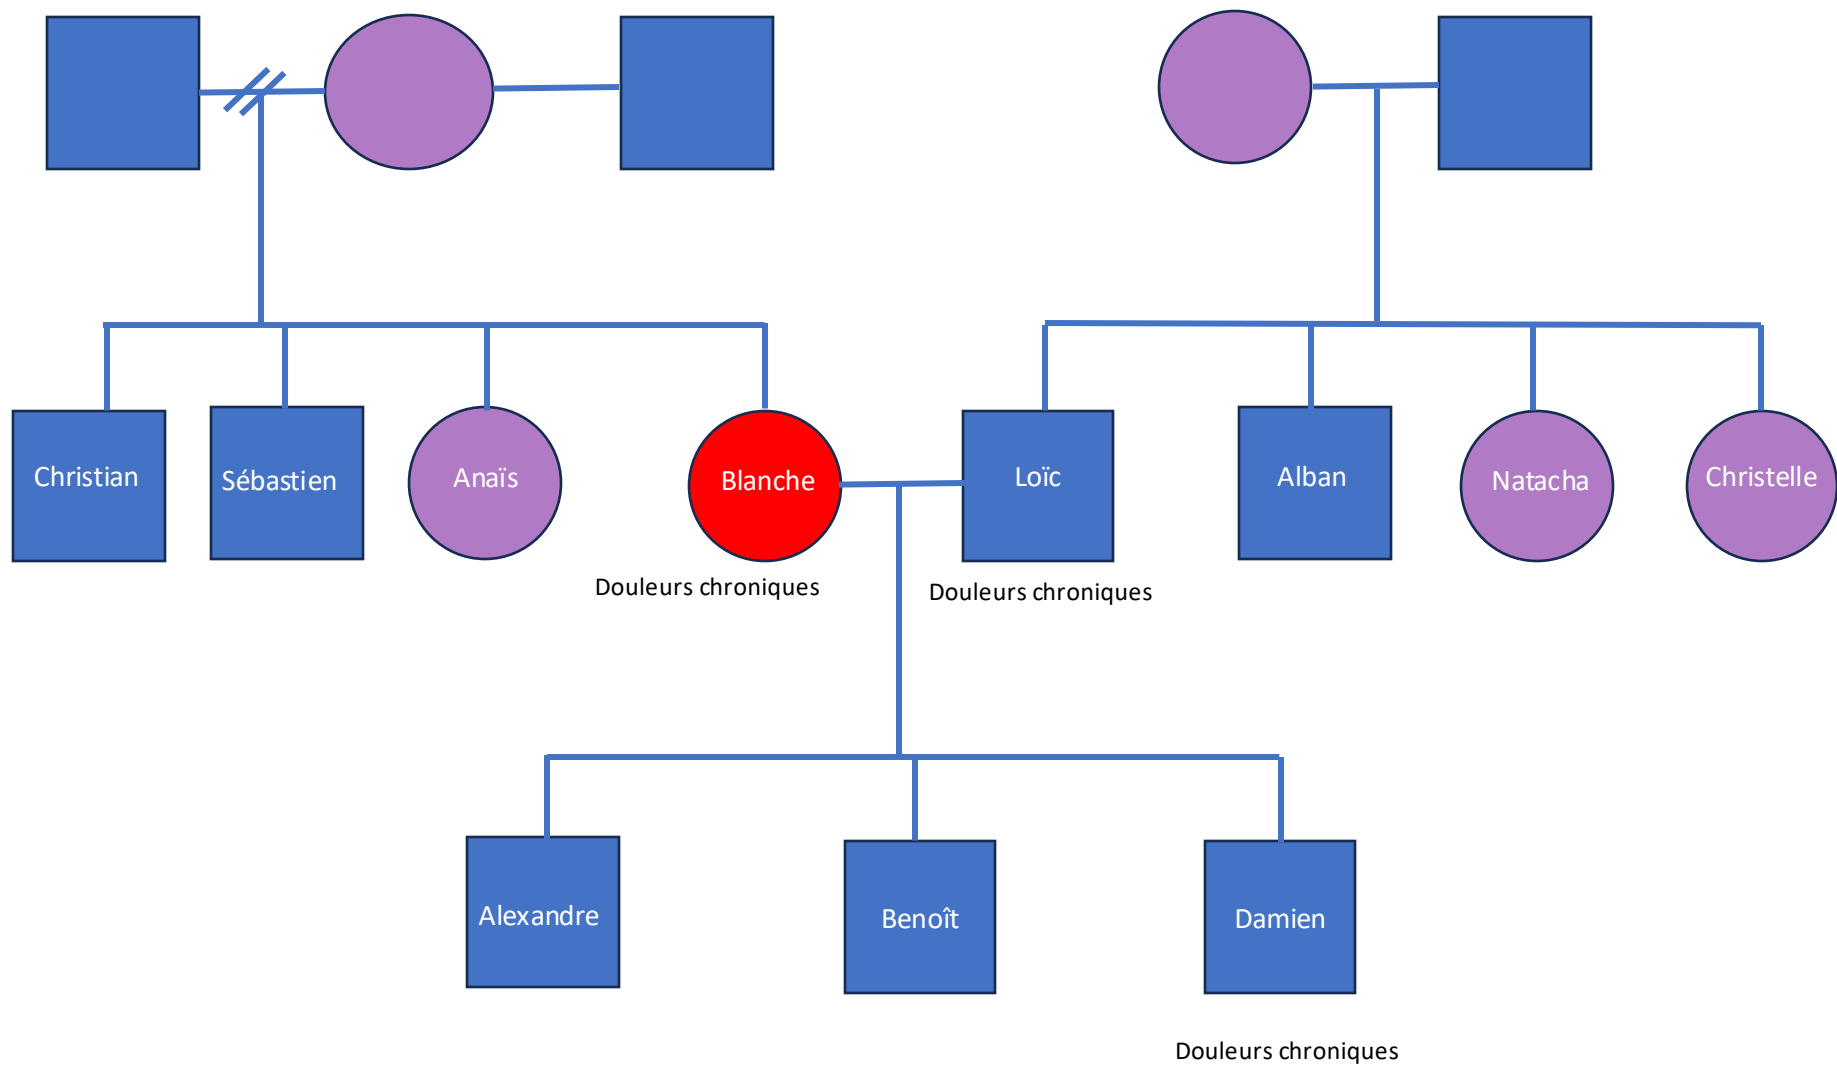 Christian
Sébastien
Anaïs
Blanche
Loïc
Alban
Natacha
Christelle
Douleurs chroniques
Douleurs chroniques
Alexandre
Benoît
Damien
Douleurs chroniques